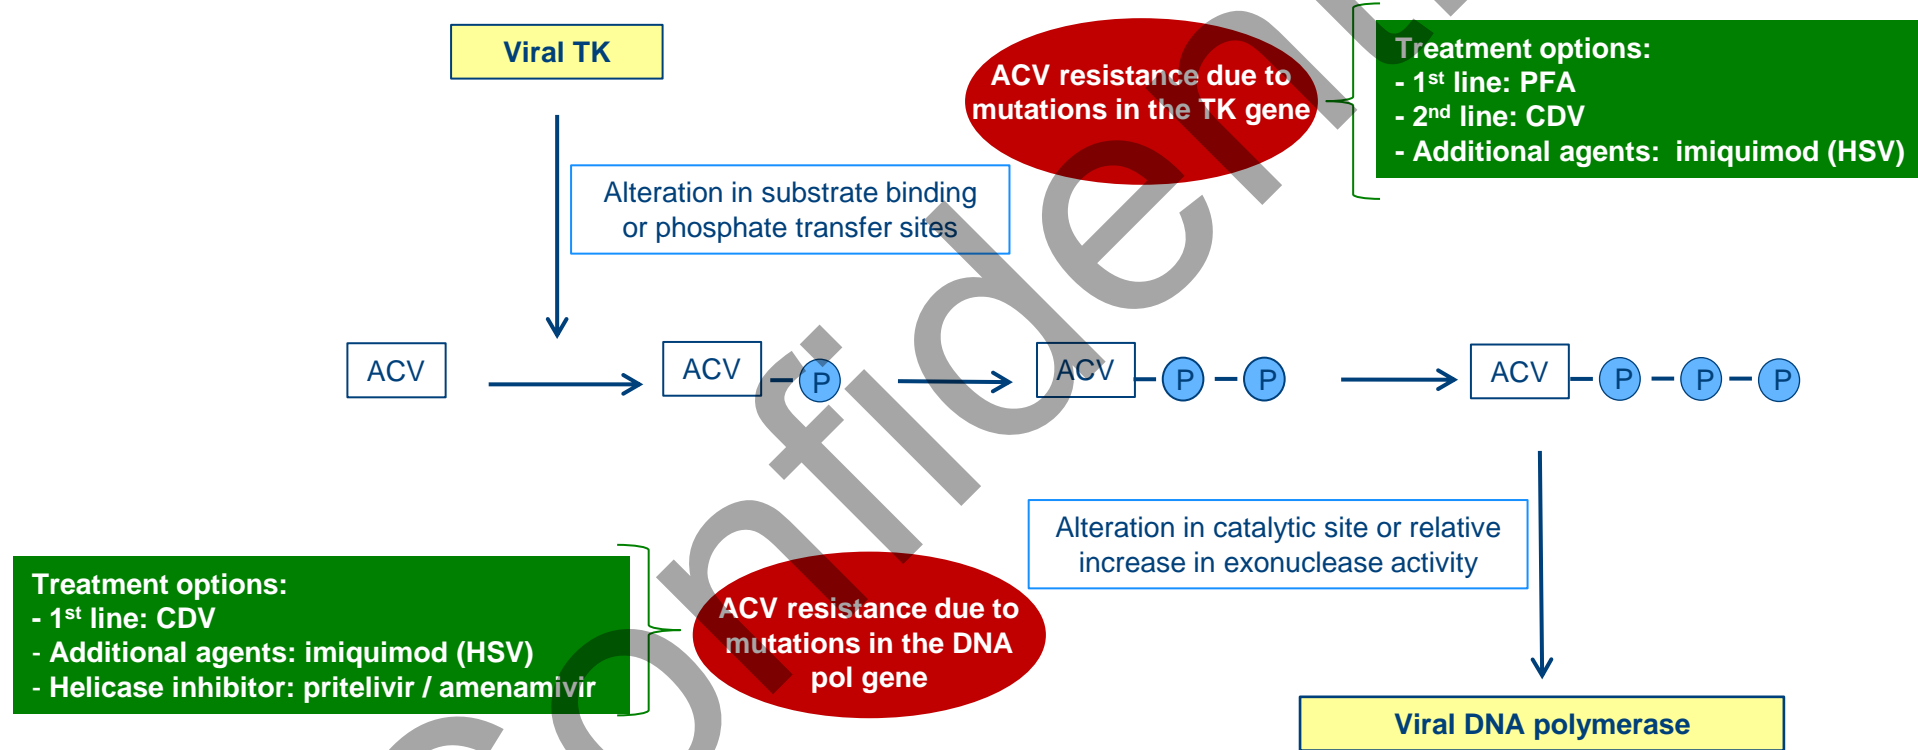 Viral TK
ACV resistance due to
mutations in the TK gene
Treatment options:
- 1st line: PFA
- 2nd line: CDV
- Additional agents:  imiquimod (HSV)
Alteration in substrate binding
or phosphate transfer sites
ACV
ACV
P
ACV
P
P
ACV
P
P
P
Alteration in catalytic site or relative
increase in exonuclease activity
Treatment options:
- 1st line: CDV
- Additional agents: imiquimod (HSV)
- Helicase inhibitor: pritelivir / amenamivir
ACV resistance due to
mutations in the DNA
pol gene
Viral DNA polymerase